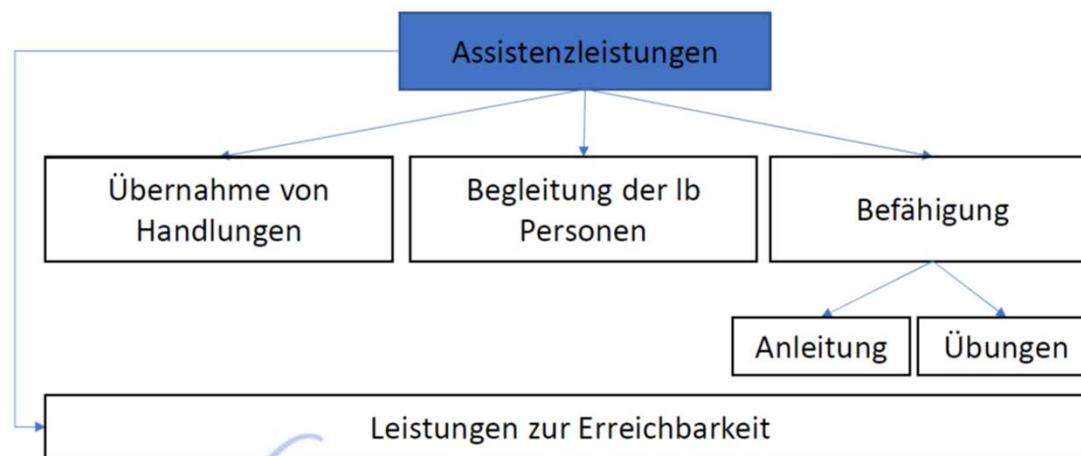 Assistenzleistungen
Übernahme von
Handlungen
Begleitung der lb
Personen
Befähigung
Anleitung
Übungen
Leistungen zur Erreichbarkeit